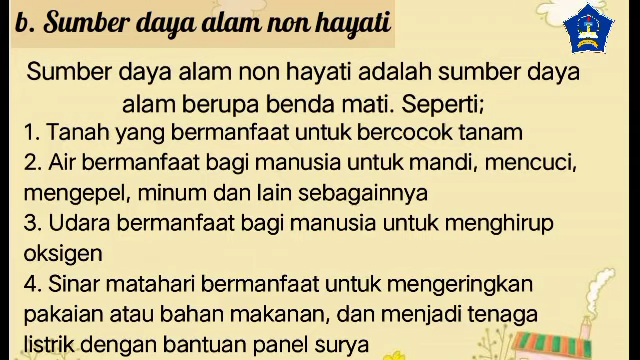 b. Sumber daya alam non hayati
Sumber daya alam non hayati adalah sumber daya
alam berupa benda mati. Seperti;
1. Tanah yang bermanfaat untuk bercocok tanam
2. Air bermanfaat bagi manusia untuk mandi, mencuci,
mengepel, minum dan lain sebagainnya
3. Udara bermanfaat bagi manusia untuk menghirup
oksigen
4. Sinar matahari bermanfaat untuk mengeringkan
pakaian atau bahan makanan, dan menjadi tenaga
listrik dengan bantuan panel surya